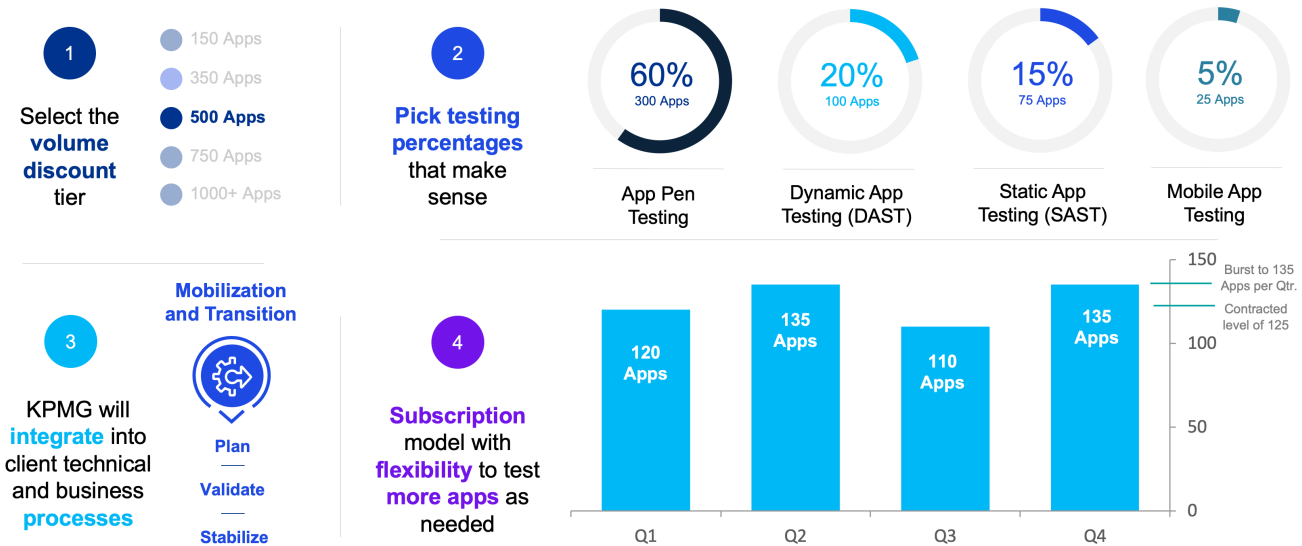 1
Select the
volume
discount
tier
150 Apps
350 Apps
500 Apps
750 Apps
1000+ Apps
2
Pick testing
percentages
that make
sense
60%
300 Apps
App Pen
Testing
20%
100 Apps
Dynamic App
Testing (DAST)
15%
75 Apps
Static App
Testing (SAST)
5%
25 Apps
Mobile App
Testing
3
KPMG will
integrate into
client technical
and business
processes
Mobilization
and Transition
Plan
Validate
Stabilize
4
Subscription
model with
flexibility to test
more apps as
needed
120
Apps
135
Apps
110
Apps
135
Apps
Q1
Q2
Q3
Q4
150
100
50
0
Burst to 135
Apps per Qtr.
Contracted
level of 125